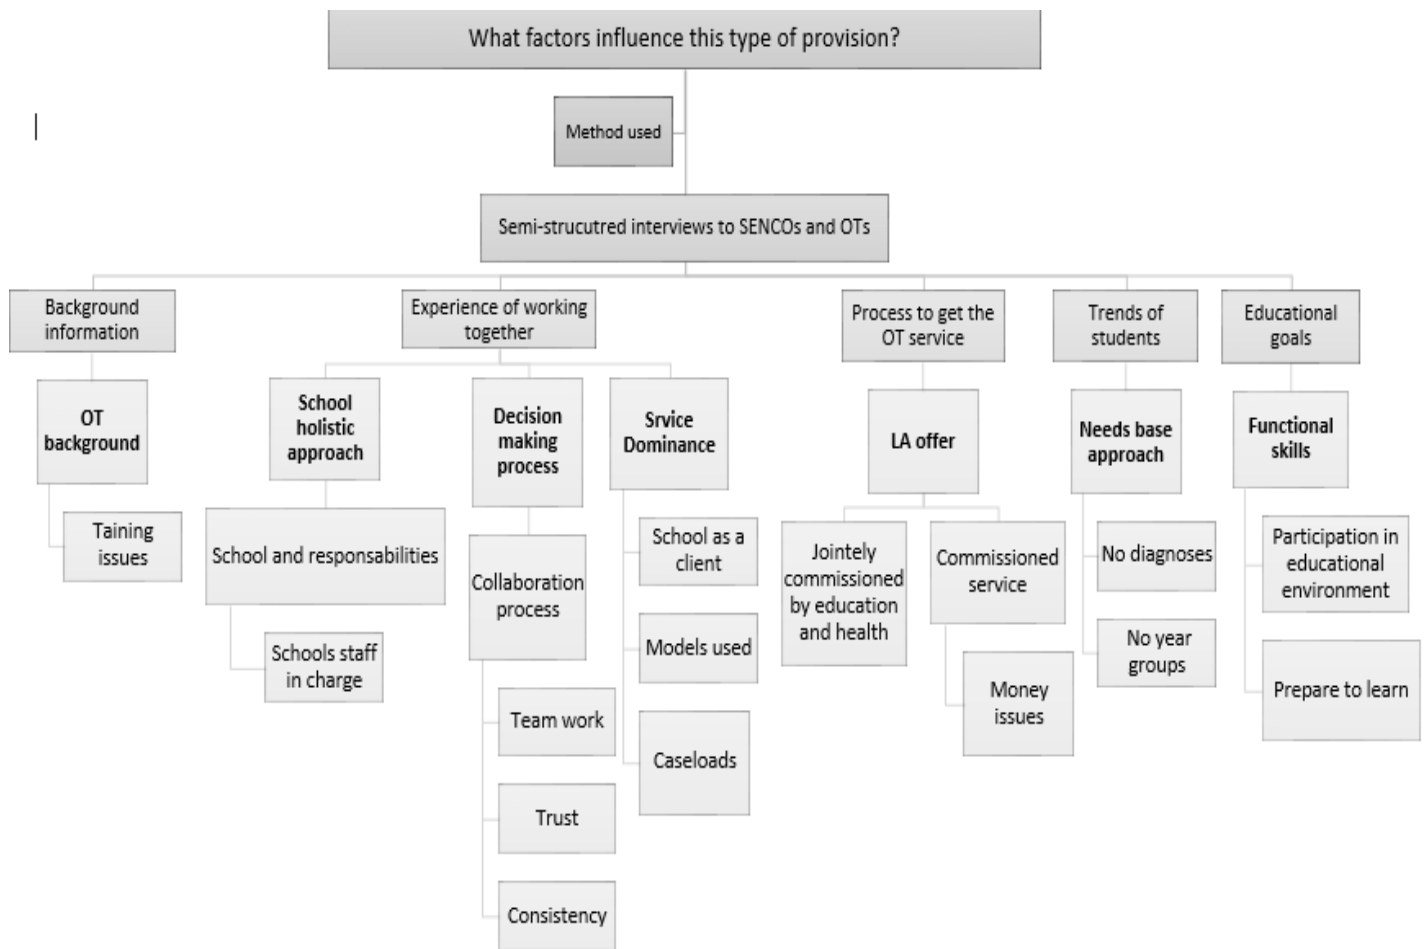 What factors influence this type of provision?
Method used
Semi-strucutred interviews to SENCOs and OTs
Background
information
Experience of working
together
Process to get the
OT service
Trends of
students
Educational
goals
OT
background
School
holistic
approach
Decision
making
process
Srvice
Dominance
LA offer
Needs base
approach
Functional
skills
Taining
issues
School and responsabilities
Schools staff
in charge
Collaboration
process
Team work
Trust
Consistency
School as a
client
Models used
Caseloads
Jointely
commissioned
by education
and health
Commissioned
service
Money
issues
No diagnoses
No year
groups
Participation in
educational
environment
Prepare to learn